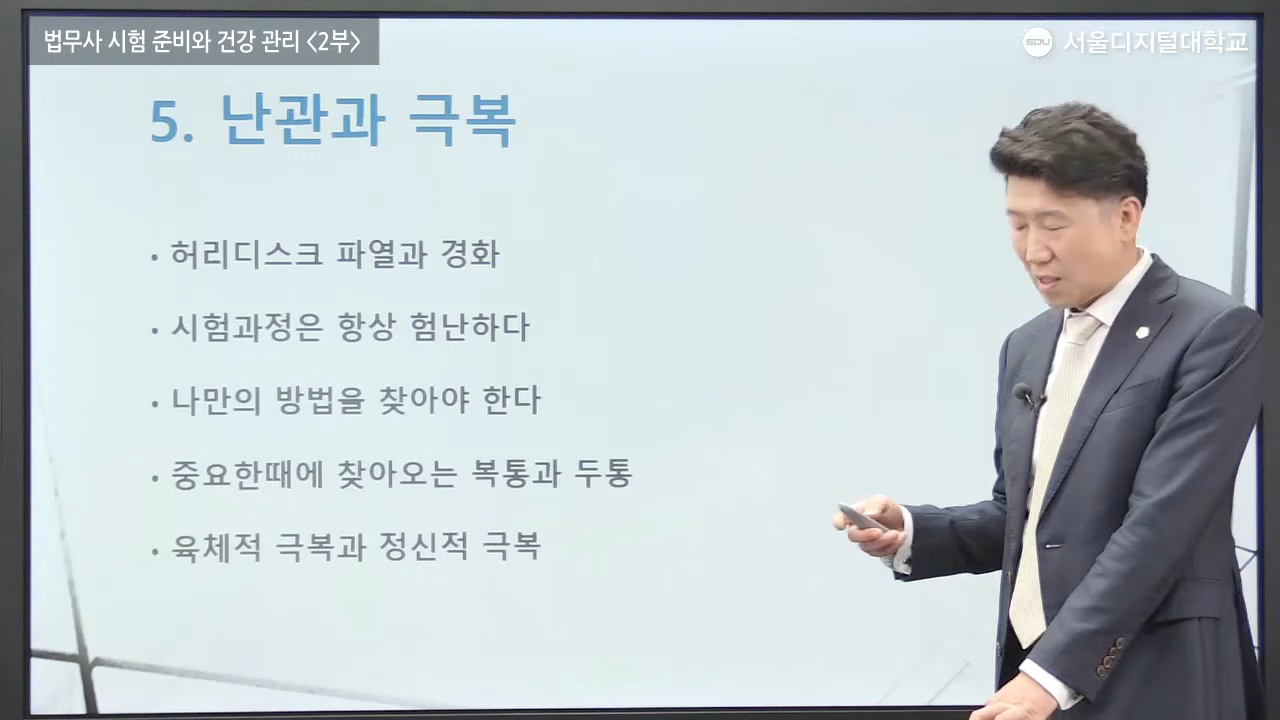 법무사 시험 준비와 건강 관리 <2부>
SDU 서울디지털대학교
5. 난관과 극복
• 허리디스크 파열과 경화
• 시험과정은 항상 험난하다
• 나만의 방법을 찾아야 한다
• 중요한때에 찾아오는 복통과 두통
• 육체적 극복과 정신적 극복